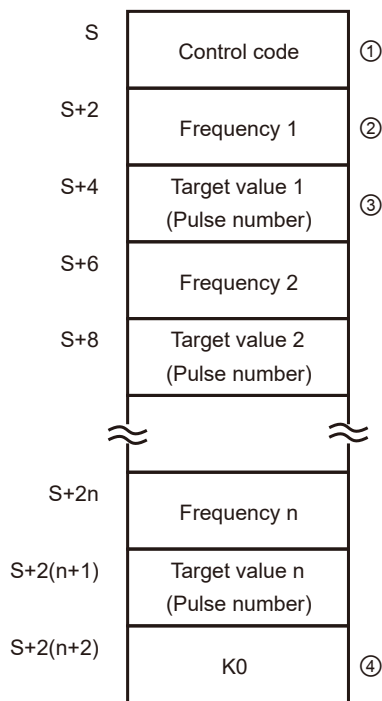 S
Control code
①
S+2
Frequency 1
②
S+4
Target value 1
(Pulse number)
③
S+6
Frequency 2
S+8
Target value 2
(Pulse number)
S+2n
Frequency n
S+2(n+1)
Target value n
(Pulse number)
S+2(n+2)
K0
④